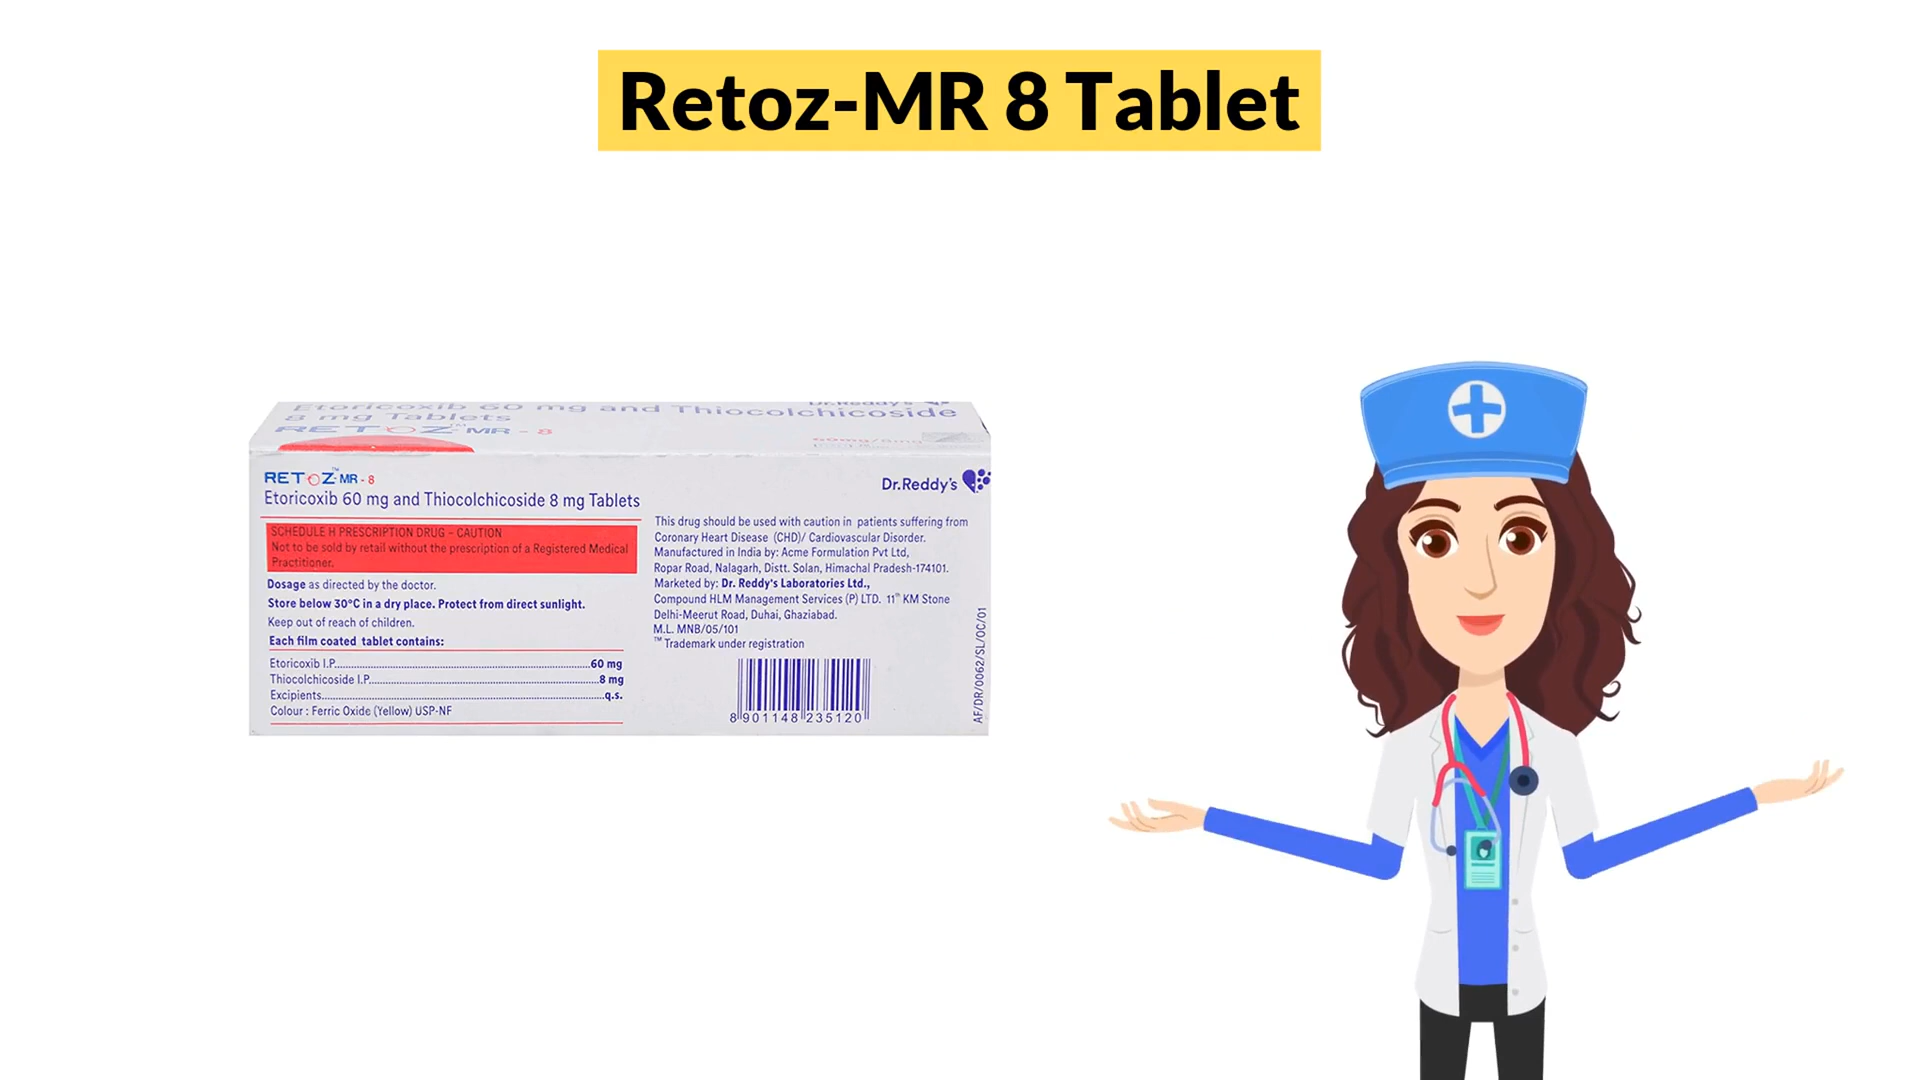 Retoz-MR 8 Tablet
Etoricoxib 60 mg and Thiocolchicoside
8 mg Tablets
Dr.Reddy's
RETOZ™ MR - 8
60mg/8mg
RETOZ™ MR - 8
Etoricoxib 60 mg and Thiocolchicoside 8 mg Tablets
SCHEDULE H PRESCRIPTION DRUG - CAUTION
Not to be sold by retail without the prescription of a Registered Medical
Practitioner.
Dosage as directed by the doctor.
Store below 30°C in a dry place. Protect from direct sunlight.
Keep out of reach of children.
Each film coated tablet contains:
Etoricoxib I.P.....60 mg
Thiocolchicoside I.P.....8 mg
Excipients.....q.s.
Colour : Ferric Oxide (Yellow) USP-NF
Dr.Reddy's
This drug should be used with caution in patients suffering from
Coronary Heart Disease (CHD)/ Cardiovascular Disorder.
Manufactured in India by: Acme Formulation Pvt Ltd,
Ropar Road, Nalagarh, Distt. Solan, Himachal Pradesh-174101.
Marketed by: Dr. Reddy's Laboratories Ltd.,
Compound HLM Management Services (P) LTD. 11th KM Stone
Delhi-Meerut Road, Duhai, Ghaziabad.
M.L. MNB/05/101
™ Trademark under registration
8 901148 235120
AF/DR/0062/SL/OC/01